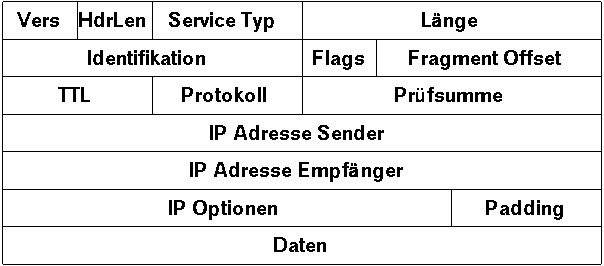 Vers HdrLen Service Typ Länge
Identifikation Flags Fragment Offset
TTL Protokoll Prüfsumme
IP Adresse Sender
IP Adresse Empfänger
IP Optionen Padding
Daten